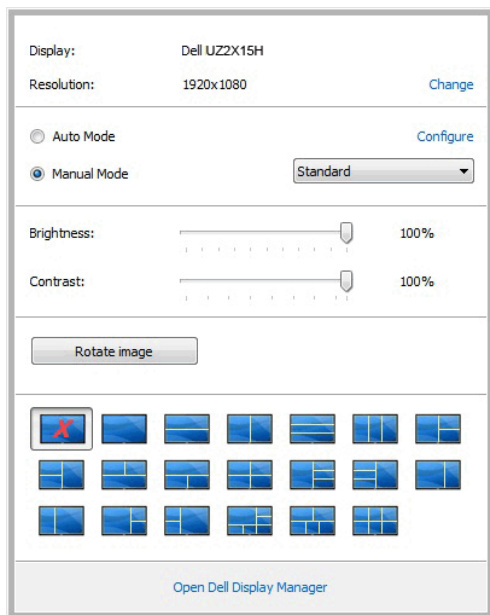 Display: Dell UZ2X15H
Resolution: 1920x1080 Change
Auto Mode Configure
Manual Mode Standard
Brightness: 100%
Contrast: 100%
Rotate image
Open Dell Display Manager